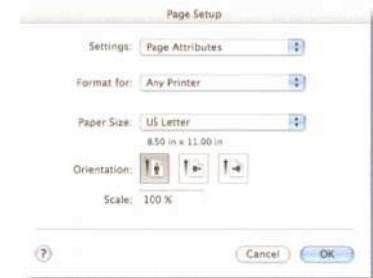 Page Setup
Settings: Page Attributes
Format for: Any Printer
Paper Size: US Letter
8.50 in x 11.00 in
Orientation:
Scale: 100 %
? Cancel OK